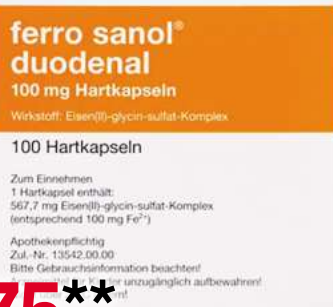 ferro sanol®
duodenal
100 mg Hartkapseln
Wirkstoff: Eisen(II)-glycin-sulfat-Komplex
100 Hartkapseln
Zum Einnehmen
1 Hartkapsel enthält:
567,7 mg Eisen(II)-glycin-sulfat-Komplex
(entsprechend 100 mg Fe²⁺)
Apothekenpflichtig
Zul.-Nr. 13542.00.00
Bitte Gebrauchsinformation beachten!
unzugänglich aufbewahren!
75**